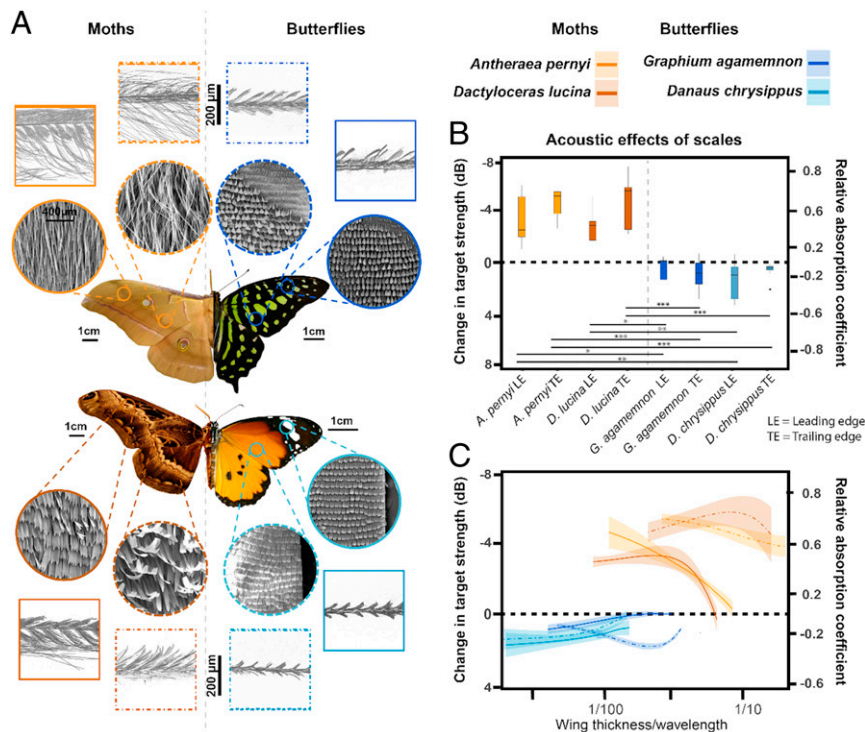 A
Moths
Butterflies
200 µm
400µm
1cm
1cm
1cm
1cm
200 µm
Moths
Butterflies
Antheraea pernyi
Graphium agamemnon
Dactyloceras lucina
Danaus chrysippus
B
Acoustic effects of scales
Change in target strength (dB)
-8
-4
0
4
8
Relative absorption coefficient
0.8
0.6
0.2
-0.2
-0.6
-0.8
***
***
*
**
***
***
*
**
A. pernyi LE
A. pernyi TE
D. lucina LE
D. lucina TE
G. agamemnon LE
G. agamemnon TE
D. chrysippus LE
D. chrysippus TE
LE = Leading edge
TE = Trailing edge
C
Change in target strength (dB)
-8
-4
0
4
Relative absorption coefficient
0.8
0.6
0
-0.2
-0.6
1/100
1/10
Wing thickness/wavelength